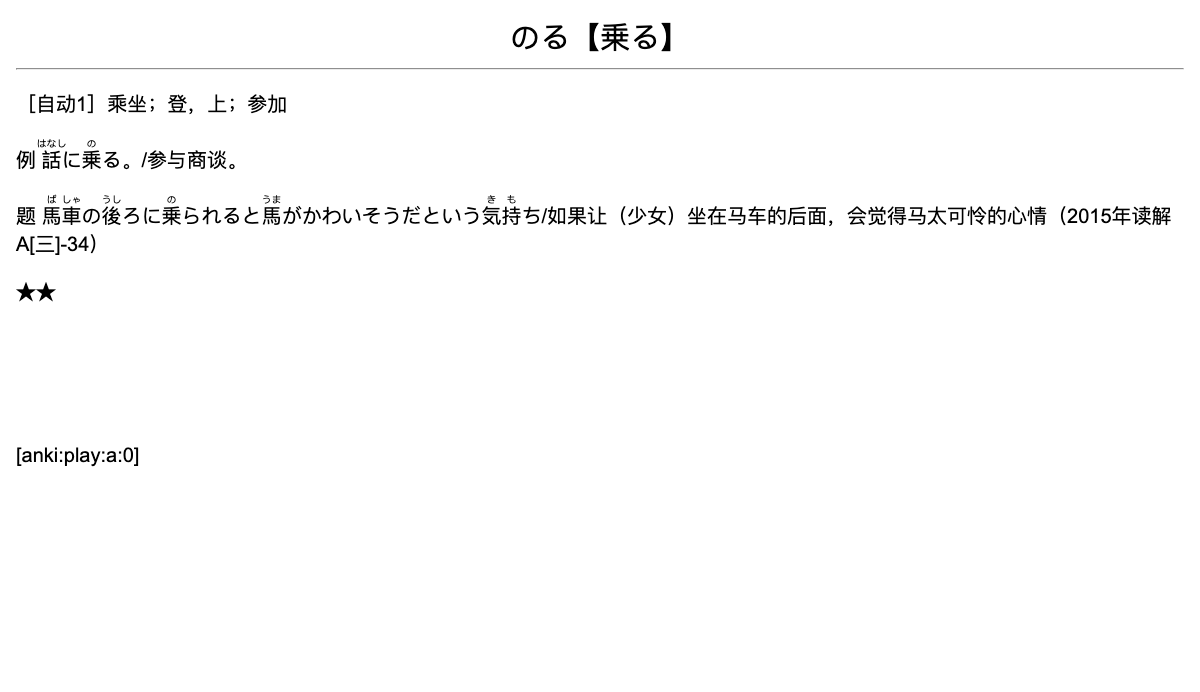 のる【乗る】
［自动1］乘坐；登，上；参加
はなし の
例 話に乗る。/参与商谈。
ば しゃ うし の うま き も
题 馬車の後ろに乗られると馬がかわいそうだという気持ち/如果让（少女）坐在马车的后面，会觉得马太可怜的心情（2015年读解
A[三]-34）
★★
[anki:play:a:0]